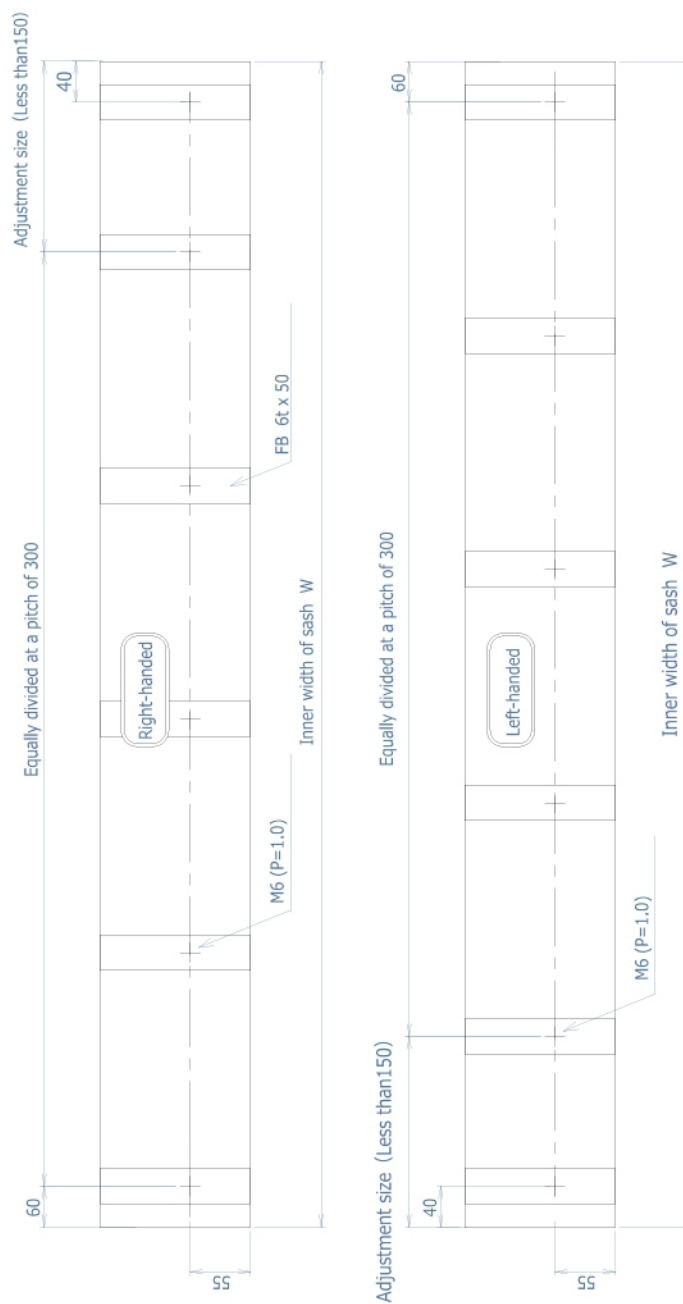 Adjustment size (Less than150)
40
Equally divided at a pitch of 300
FB 6t x 50
Right-handed
Inner width of sash W
M6 (P=1.0)
60
55
60
Equally divided at a pitch of 300
Left-handed
Inner width of sash W
M6 (P=1.0)
Adjustment size (Less than150)
40
55